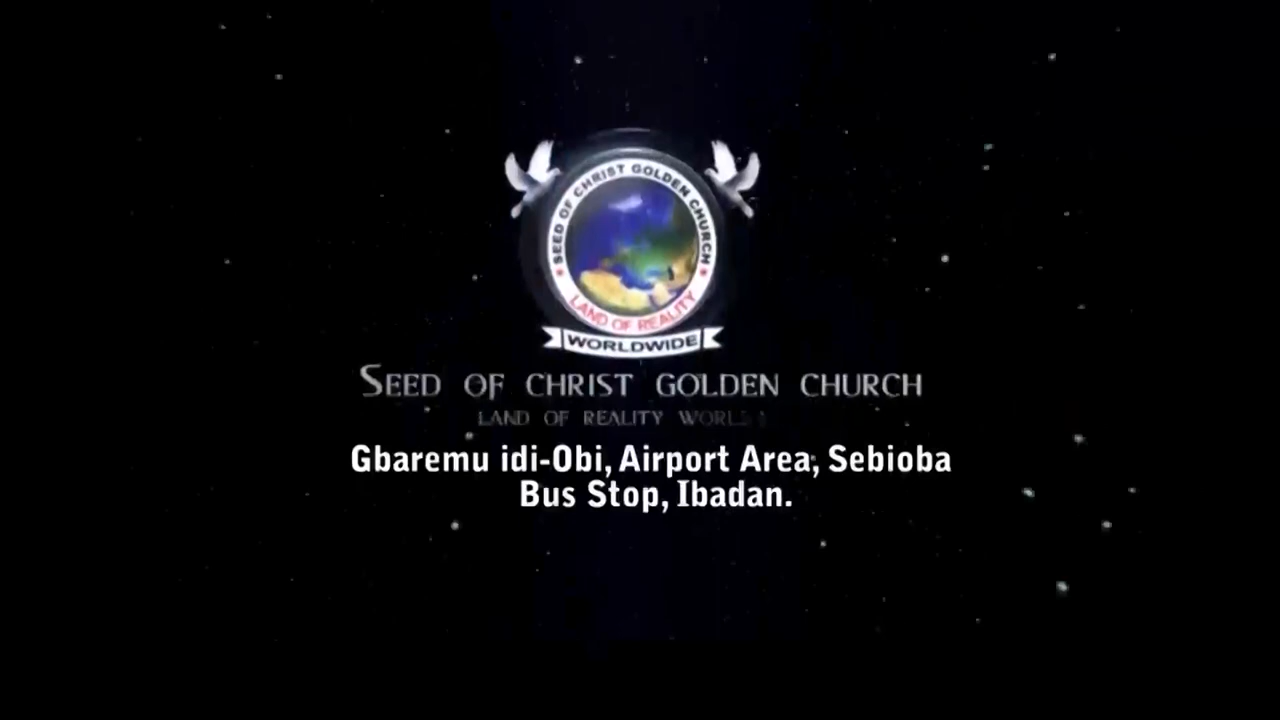 SEED OF CHRIST GOLDEN CHURCH
LAND OF REALITY
WORLDWIDE
SEED OF CHRIST GOLDEN CHURCH
LAND OF REALITY
Gbaremu idi-Obi, Airport Area, Sebioba
Bus Stop, Ibadan.